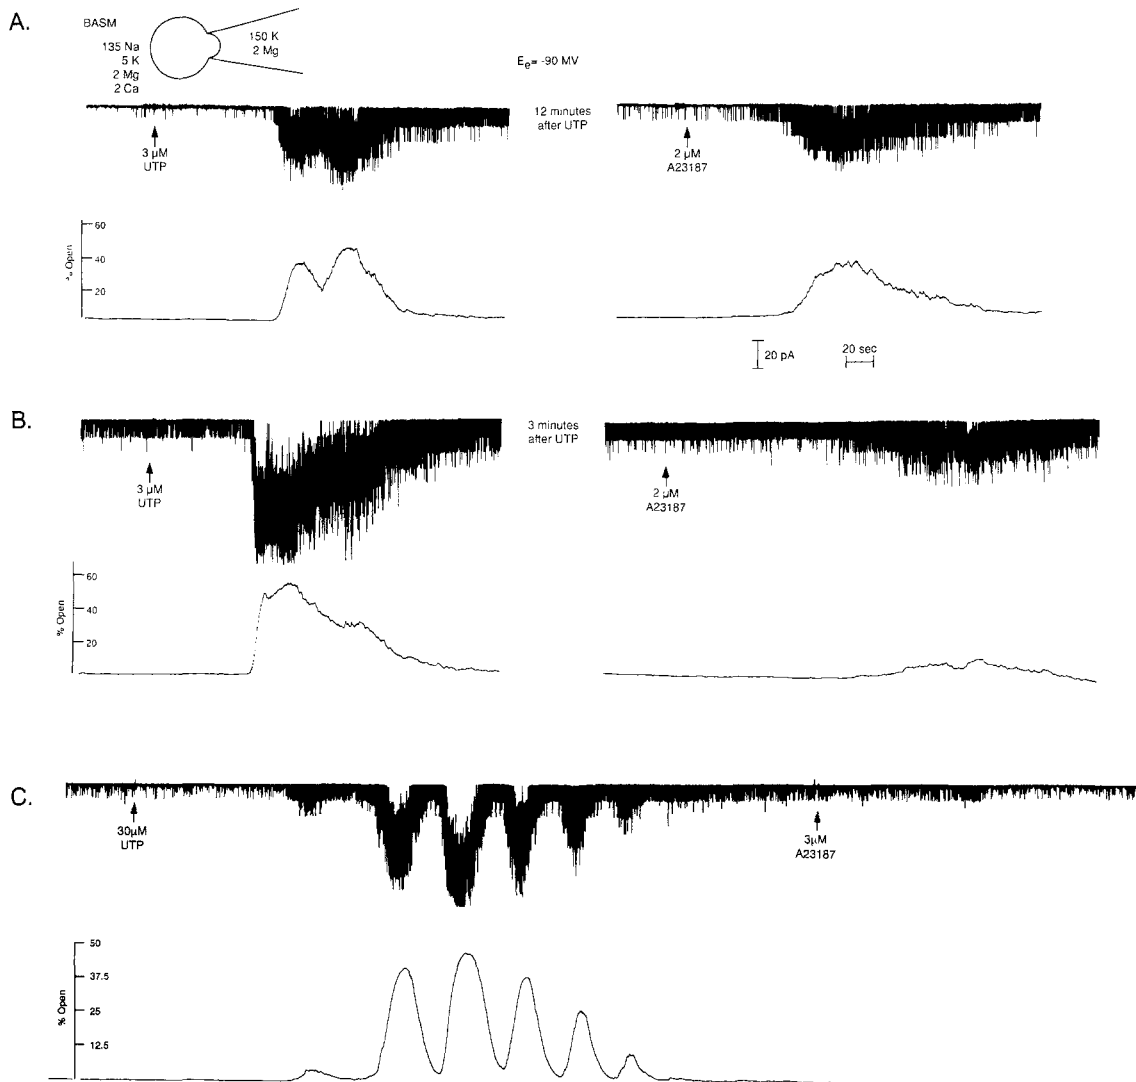 A.
BASM
135 Na
5 K
2 Mg
2 Ca
150 K
2 Mg
Ee= -90 MV
3 µM
UTP
12 minutes
after UTP
2 µM
A23187
60
40
20
Open
20 pA
20 sec
B.
3 µM
UTP
3 minutes
after UTP
2 µM
A23187
60
40
20
% Open
C.
30µM
UTP
3µM
A23187
50
37.5
25
12.5
% Open